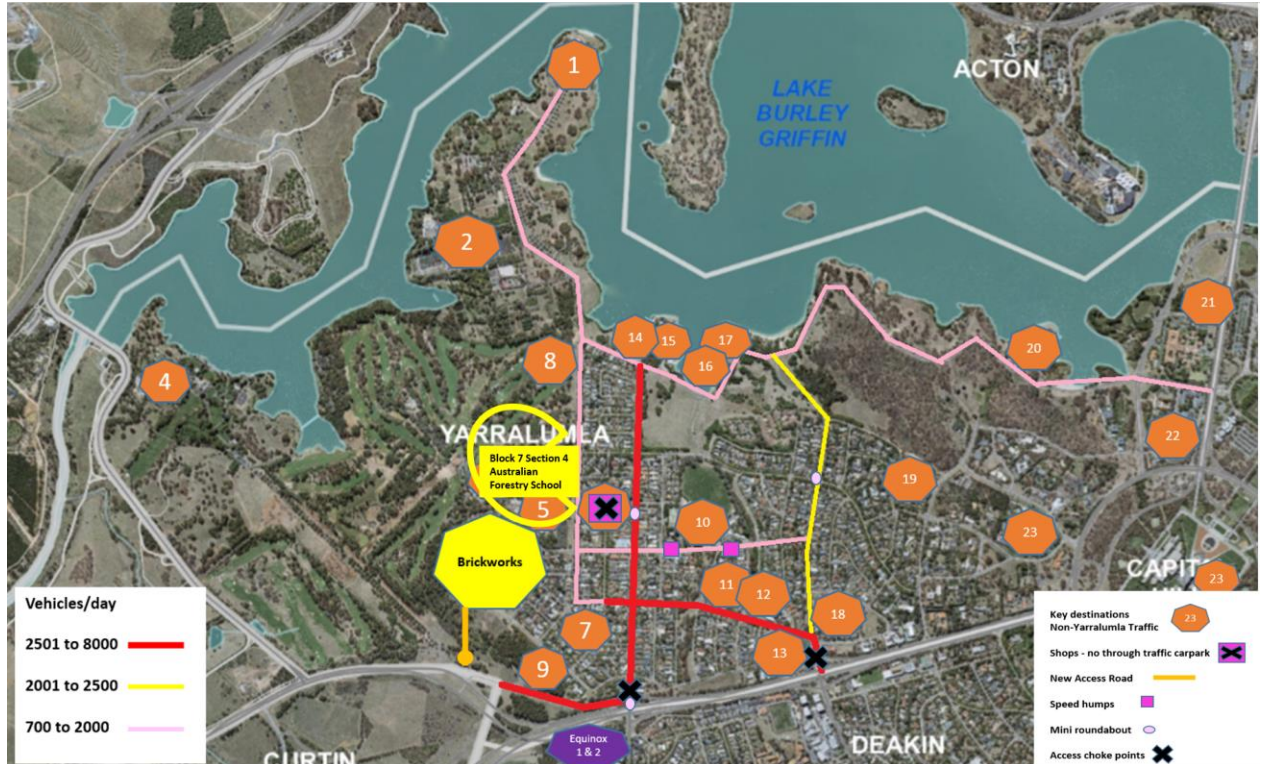 1
ACTON
LAKE
BURLEY
GRIFFIN
2
21
14
15
17
16
20
8
4
22
YARRALUMLA
Block 7 Section 4
Australian
Forestry School
19
5
10
23
Brickworks
11
12
CAPIT
23
18
7
13
9
Vehicles/day
2501 to 8000
2001 to 2500
700 to 2000
Key destinations
Non-Yarralumla Traffic
23
Shops - no through traffic carpark
New Access Road
Speed humps
Mini roundabout
Access choke points
Equinox
1 & 2
DEAKIN
CURTIN